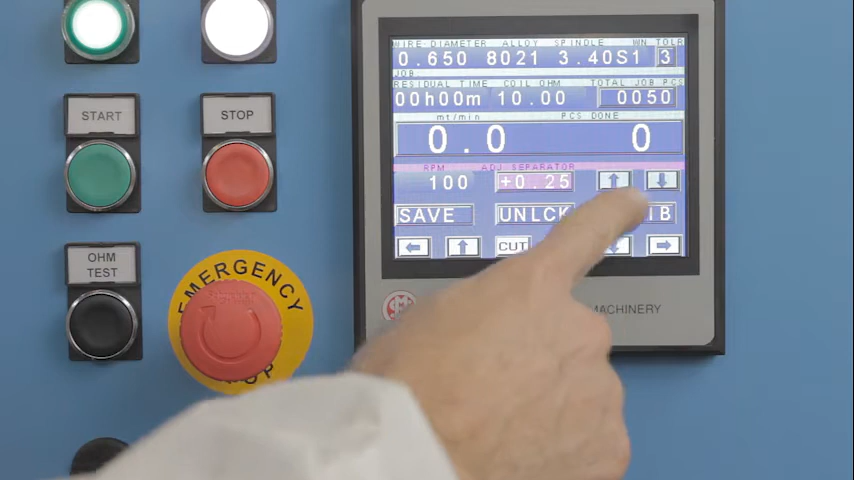 WIRE-DIAMETER ALLOY SPINDLE WN TOLR
0.650 8021 3.40S1 3
JOB
RESIDUAL TIME COIL OHM TOTAL JOB PCS
00h00m 10.00 0050
mt/min PCS DONE
0.0 0
RPM ADJ SEPARATOR
100 +0.25
SAVE UNLCK
CUT
MACHINERY
START
STOP
OHM
TEST
EMERGENCY